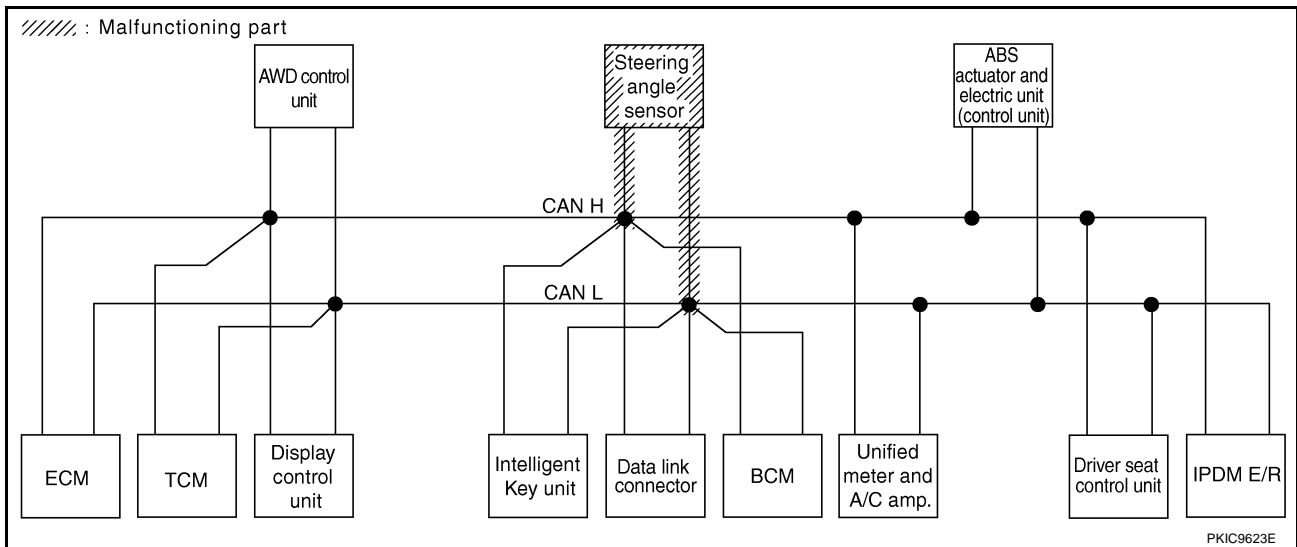 : Malfunctioning part
AWD control
unit
Steering
angle
sensor
ABS
actuator and
electric unit
(control unit)
CAN H
CAN L
ECM
TCM
Display
control
unit
Intelligent
Key unit
Data link
connector
BCM
Unified
meter and
A/C amp.
Driver seat
control unit
IPDM E/R
PKIC9623E